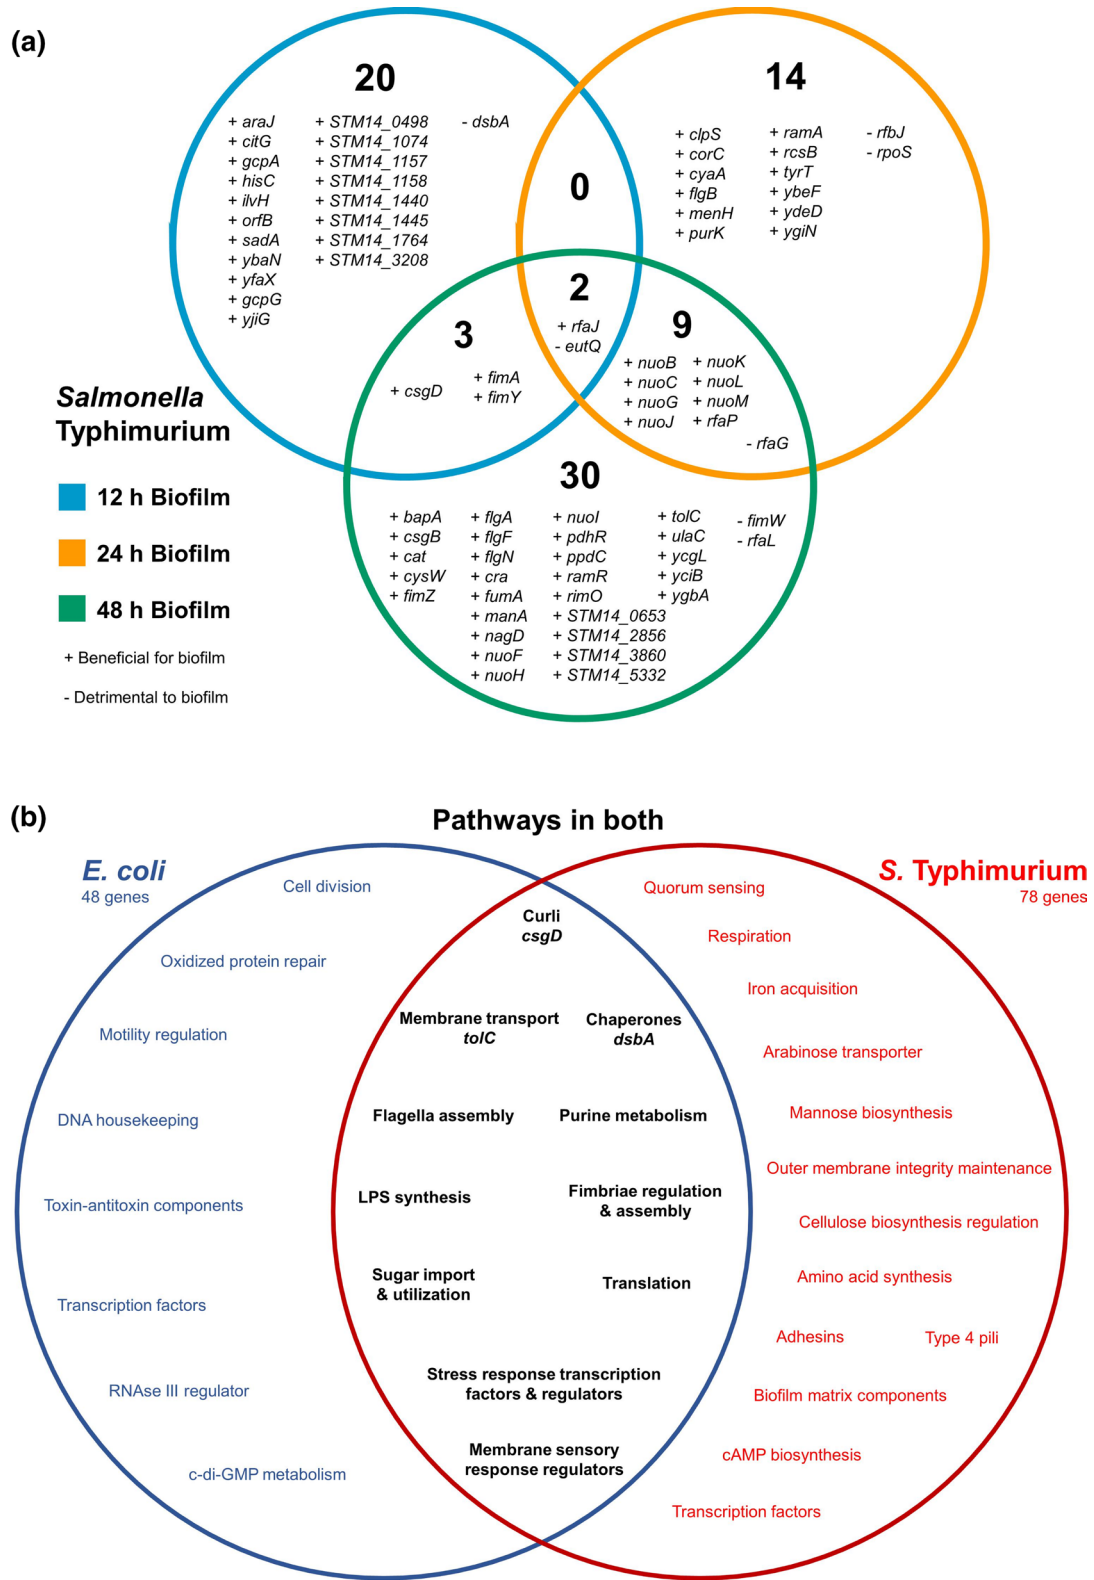 (a)
20
+ araJ
+ citG
+ gcpA
+ hisC
+ ilvH
+ orfB
+ sadA
+ ybaN
+ yfaX
+ gcpG
+ yjiG
+ STM14_0498
+ STM14_1074
+ STM14_1157
+ STM14_1158
+ STM14_1440
+ STM14_1445
+ STM14_1764
+ STM14_3208
- dsbA
14
+ clpS
+ corC
+ cyaA
+ flgB
+ menH
+ purK
+ ramA
+ rcsB
+ tyrT
+ ybeF
+ ydeD
+ ygiN
- rfbJ
- rpoS
0
2
+ rfaJ
- eutQ
3
+ csgD
+ fimA
+ fimY
9
+ nuoB
+ nuoC
+ nuoG
+ nuoJ
+ nuoK
+ nuoL
+ nuoM
+ rfaP
- rfaG
30
+ bapA
+ csgB
+ cat
+ cysW
+ fimZ
+ flgA
+ flgF
+ flgN
+ cra
+ fumA
+ manA
+ nagD
+ nuoF
+ nuoH
+ nuoI
+ pdhR
+ ppdC
+ ramR
+ rimO
+ STM14_0653
+ STM14_2856
+ STM14_3860
+ STM14_5332
+ tolC
+ ulaC
+ ycgL
+ yciB
+ ygbA
- fimW
- rfaL
Salmonella
Typhimurium
12 h Biofilm
24 h Biofilm
48 h Biofilm
+ Beneficial for biofilm
- Detrimental to biofilm
(b)
Pathways in both
E. coli
48 genes
Cell division
Oxidized protein repair
Motility regulation
DNA housekeeping
Toxin-antitoxin components
Transcription factors
RNAse III regulator
c-di-GMP metabolism
Curli
csgD
Membrane transport
tolC
Chaperones
dsbA
Flagella assembly
Purine metabolism
LPS synthesis
Fimbriae regulation
& assembly
Sugar import
& utilization
Translation
Stress response transcription
factors & regulators
Membrane sensory
response regulators
S. Typhimurium
78 genes
Quorum sensing
Respiration
Iron acquisition
Arabinose transporter
Mannose biosynthesis
Outer membrane integrity maintenance
Cellulose biosynthesis regulation
Amino acid synthesis
Adhesins
Type 4 pili
Biofilm matrix components
cAMP biosynthesis
Transcription factors